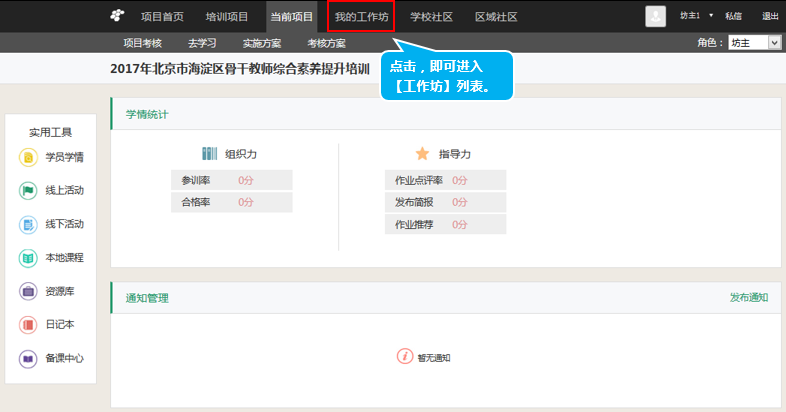 项目首页 培训项目 当前项目 我的工作坊 学校社区 区域社区 坊主1 私信 退出
项目考核 去学习 实施方案 考核方案 角色： 坊主
2017年北京市海淀区骨干教师综合素养提升培训
点击，即可进入
【工作坊】列表。
实用工具
学员学情
线上活动
线下活动
本地课程
资源库
日记本
备课中心
学情统计
组织力
参训率 0分
合格率 0分
指导力
作业点评率 0分
发布简报 0分
作业推荐 0分
通知管理 发布通知
暂无通知